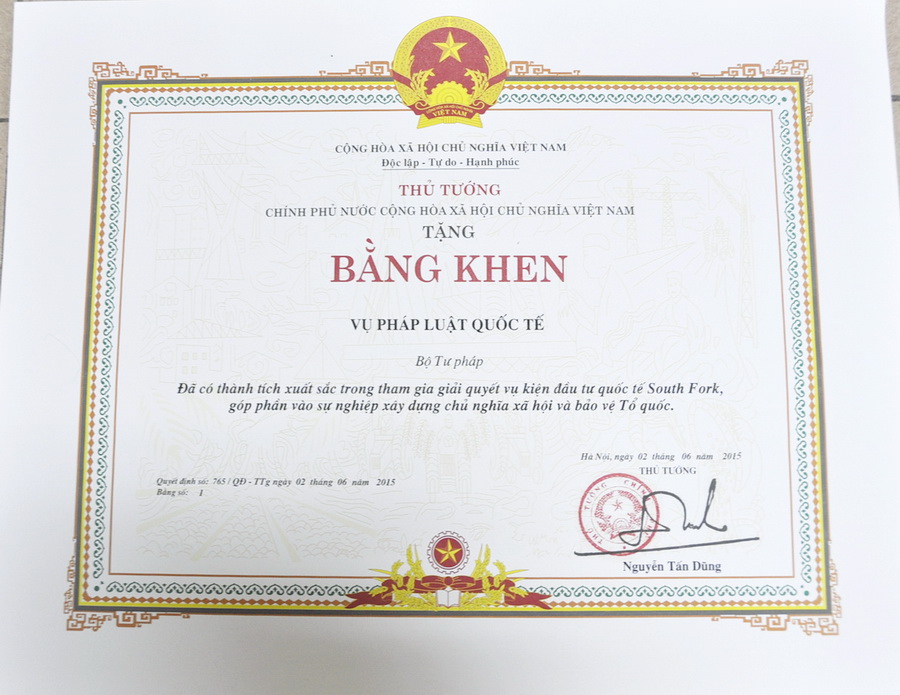 VIỆT NAM
CỘNG HÒA XÃ HỘI CHỦ NGHĨA VIỆT NAM
Độc lập - Tự do - Hạnh phúc
THỦ TƯỚNG
CHÍNH PHỦ NƯỚC CỘNG HÒA XÃ HỘI CHỦ NGHĨA VIỆT NAM
TẶNG
BẰNG KHEN
VỤ PHÁP LUẬT QUỐC TẾ
Bộ Tư pháp
Đã có thành tích xuất sắc trong tham gia giải quyết vụ kiện đầu tư quốc tế South Fork,
góp phần vào sự nghiệp xây dựng chủ nghĩa xã hội và bảo vệ Tổ quốc.
Hà Nội, ngày 02 tháng 06 năm 2015
THỦ TƯỚNG
Quyết định số: 765 / QĐ - TTg ngày 02 tháng 06 năm 2015
Bằng số: 1
THỦ TƯỚNG CHÍNH
Nguyễn Tấn Dũng